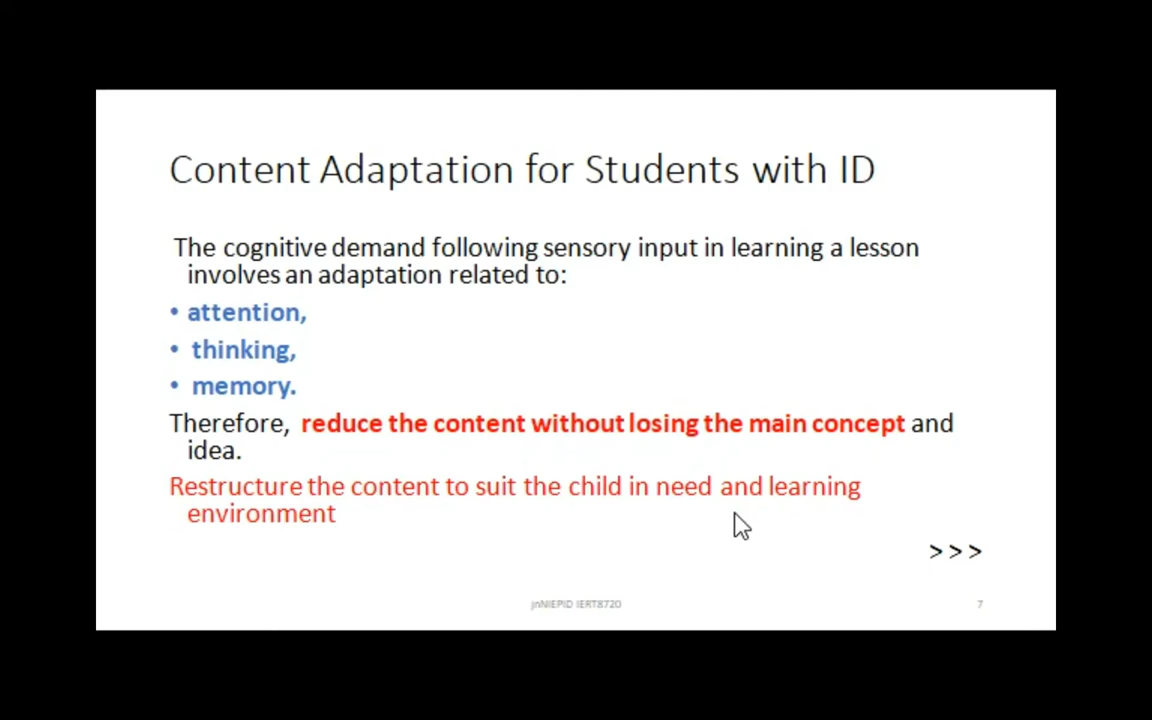 Content Adaptation for Students with ID
The cognitive demand following sensory input in learning a lesson
involves an adaptation related to:
• attention,
• thinking,
• memory.
Therefore, reduce the content without losing the main concept and
idea.
Restructure the content to suit the child in need and learning
environment
>>>
jnNIEPID IERT8720
7